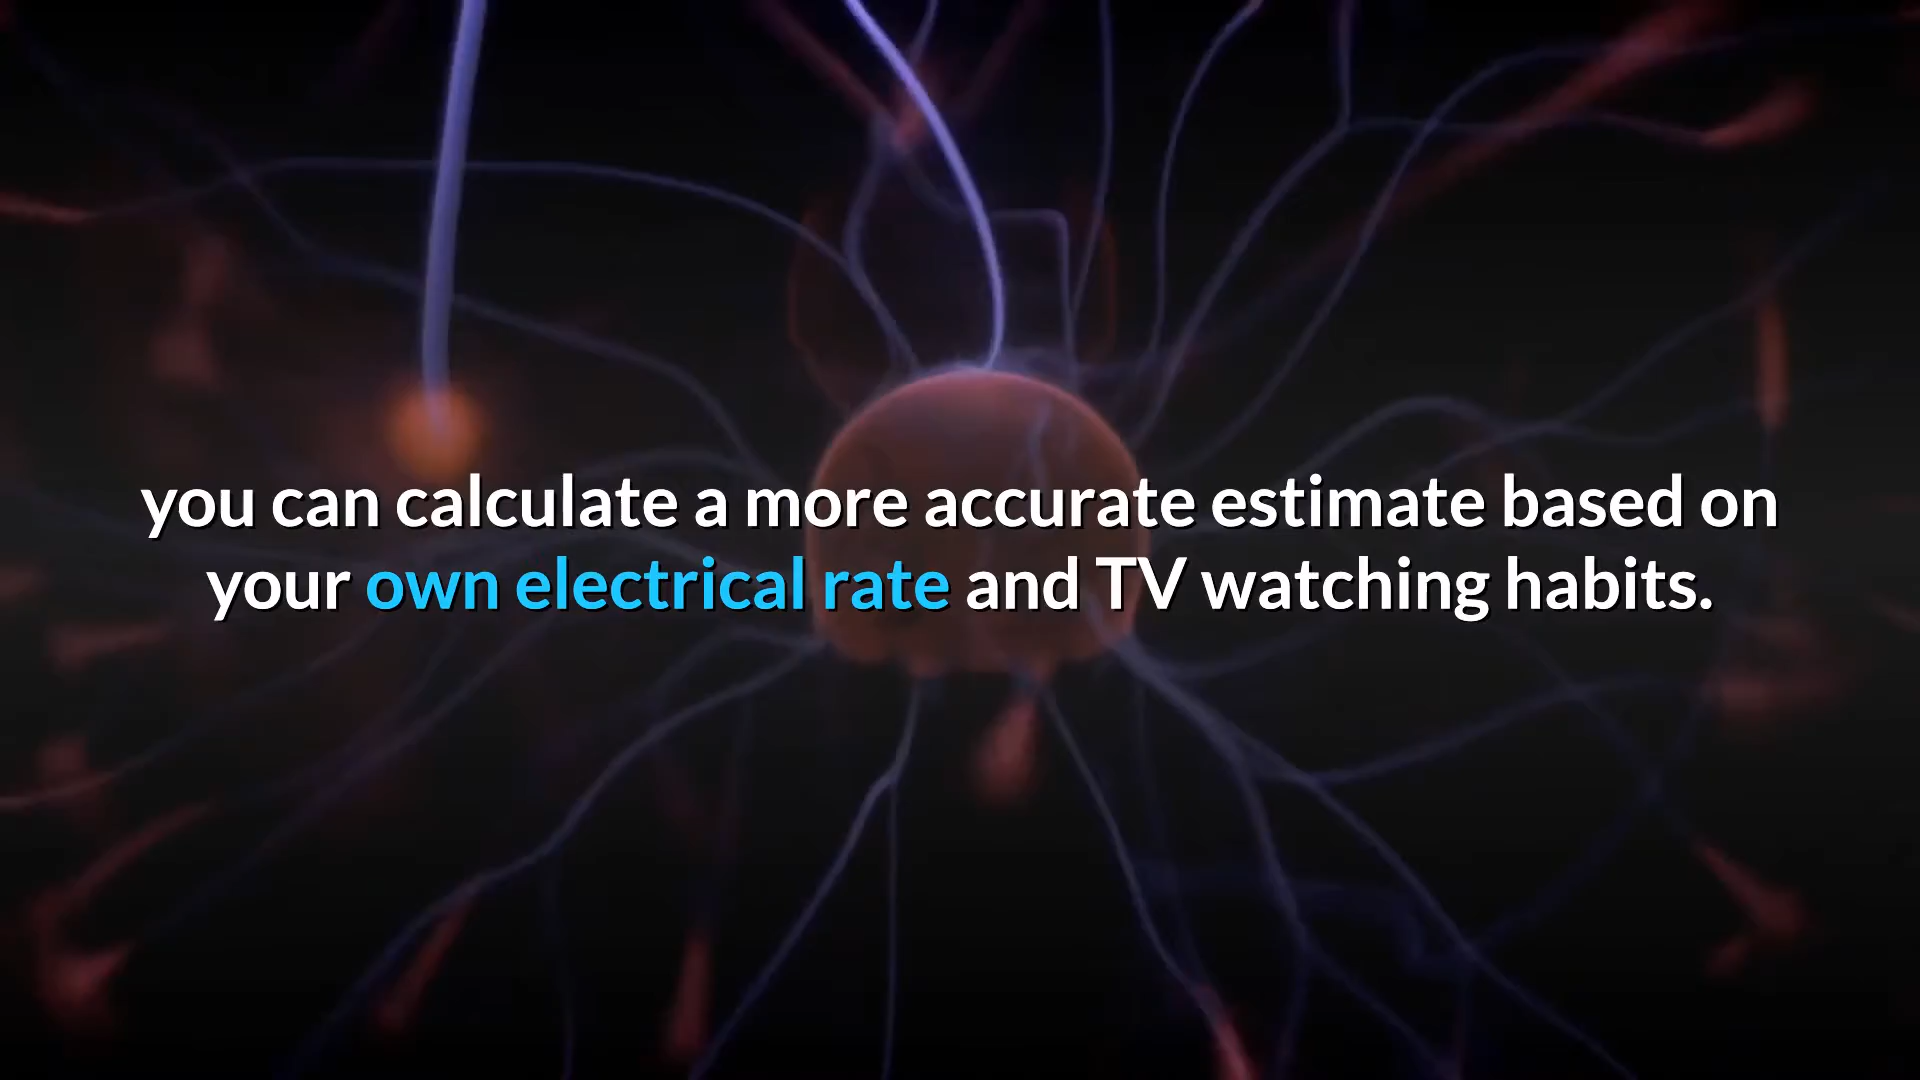 you can calculate a more accurate estimate based on
your own electrical rate and TV watching habits.